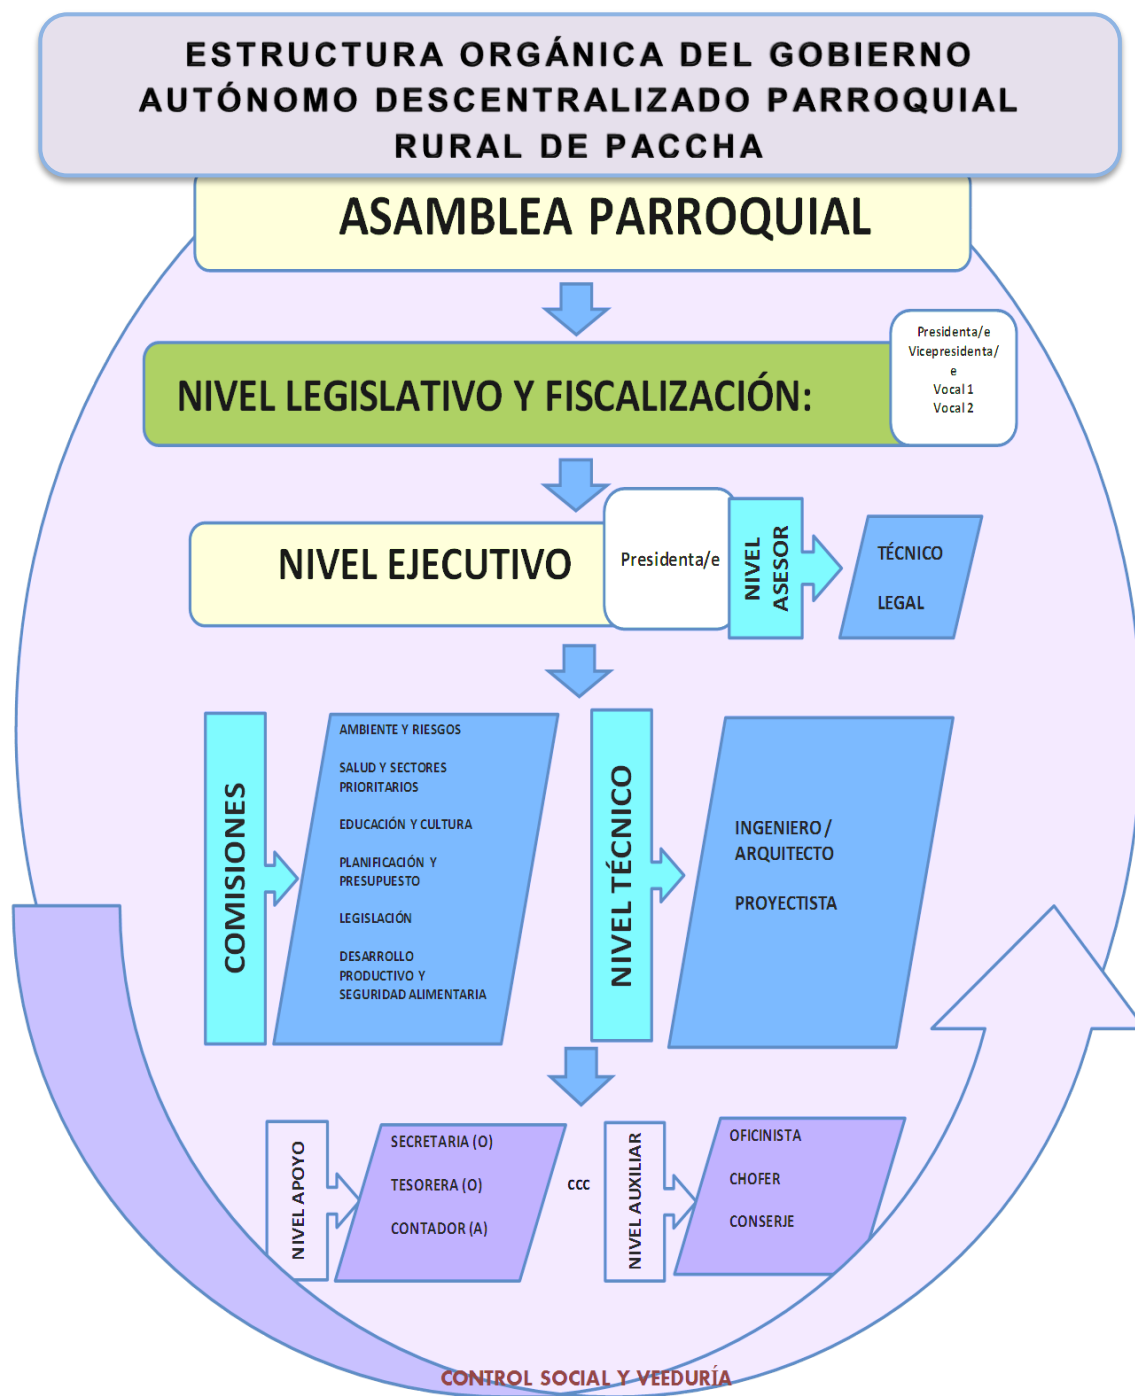 ESTRUCTURA ORGÁNICA DEL GOBIERNO
AUTÓNOMO DESCENTRALIZADO PARROQUIAL
RURAL DE PACCHA
ASAMBLEA PARROQUIAL
Presidenta/e
Vicepresidenta/
e
Vocal 1
Vocal 2
NIVEL LEGISLATIVO Y FISCALIZACIÓN:
NIVEL EJECUTIVO
Presidenta/e
NIVEL
ASESOR
TÉCNICO
LEGAL
COMISIONES
AMBIENTE Y RIESGOS
SALUD Y SECTORES
PRIORITARIOS
EDUCACIÓN Y CULTURA
PLANIFICACIÓN Y
PRESUPUESTO
LEGISLACIÓN
DESARROLLO
PRODUCTIVO Y
SEGURIDAD ALIMENTARIA
NIVEL TÉCNICO
INGENIERO /
ARQUITECTO
PROYECTISTA
NIVEL APOYO
SECRETARIA (O)
TESORERA (O)
CONTADOR (A)
ccc
NIVEL AUXILIAR
OFICINISTA
CHOFER
CONSERJE
CONTROL SOCIAL Y VEEDURÍA